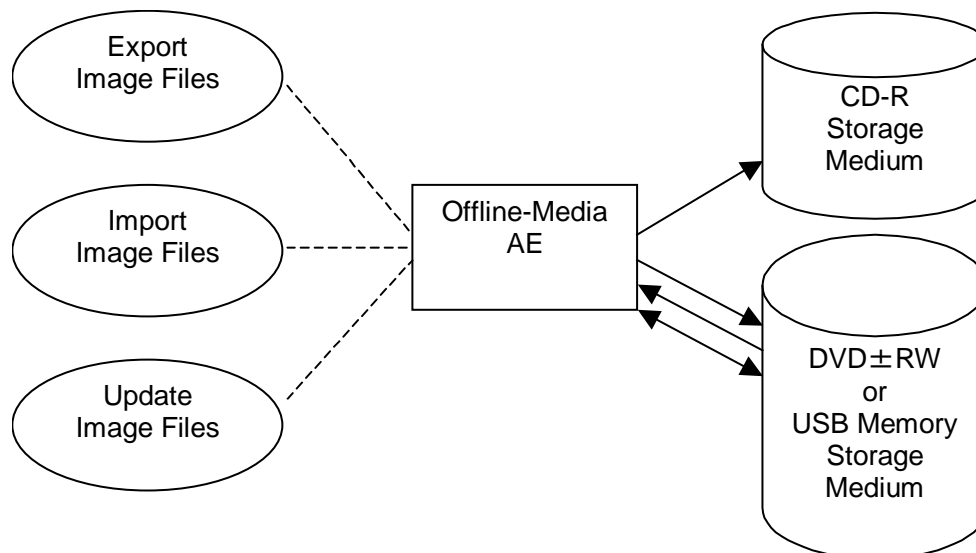 Export
Image Files
Import
Image Files
Update
Image Files
Offline-Media
AE
CD-R
Storage
Medium
DVD±RW
or
USB Memory
Storage
Medium